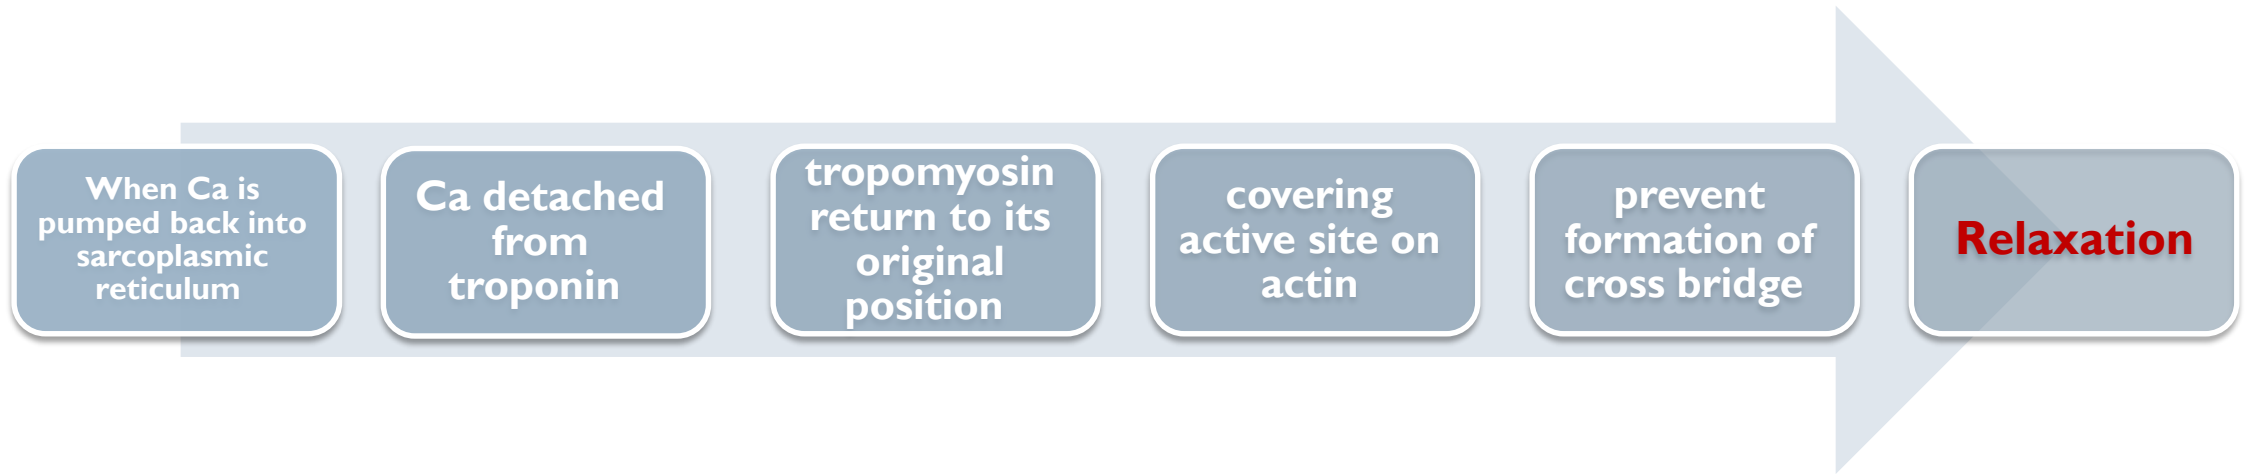 When Ca is
pumped back into
sarcoplasmic
reticulum
Ca detached
from
troponin
tropomyosin
return to its
original
position
covering
active site on
actin
prevent
formation of
cross bridge
Relaxation